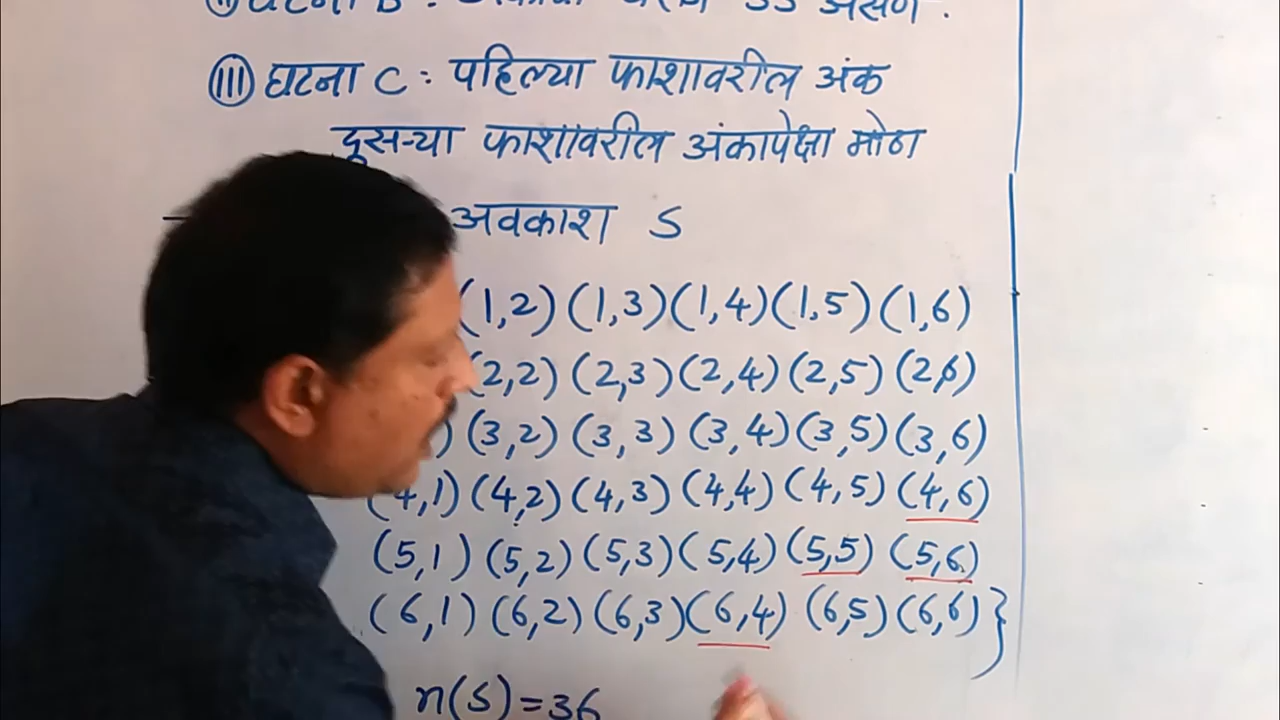 घटना B :
III घटना C : पहिल्या फाशावरील अंक
दुसऱ्या फाशावरील अंकापेक्षा मोठा
अवकाश S
(1,2) (1,3) (1,4) (1,5) (1,6)
(2,2) (2,3) (2,4) (2,5) (2,6)
) (3,2) (3,3) (3,4) (3,5) (3,6)
(4,1) (4,2) (4,3) (4,4) (4,5) (4,6)
(5,1) (5,2) (5,3) (5,4) (5,5) (5,6)
(6,1) (6,2) (6,3) (6,4) (6,5) (6,6) }
n(S) = 36